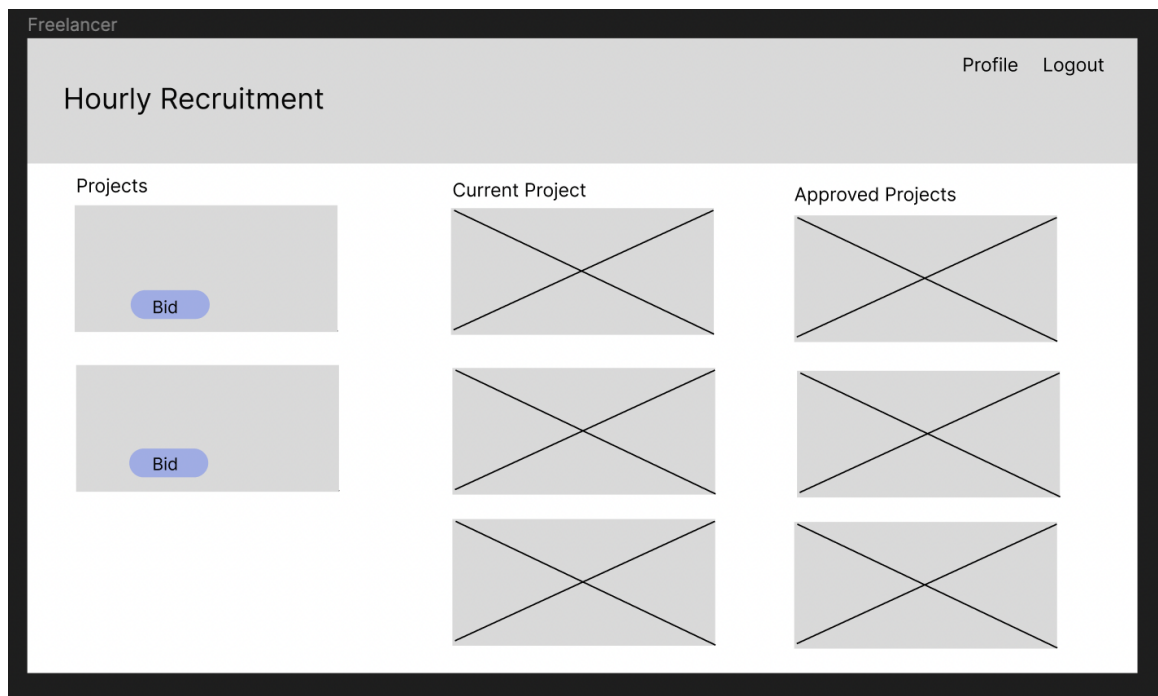 Freelancer
Profile Logout
Hourly Recruitment
Projects
Current Project
Approved Projects
Bid
Bid